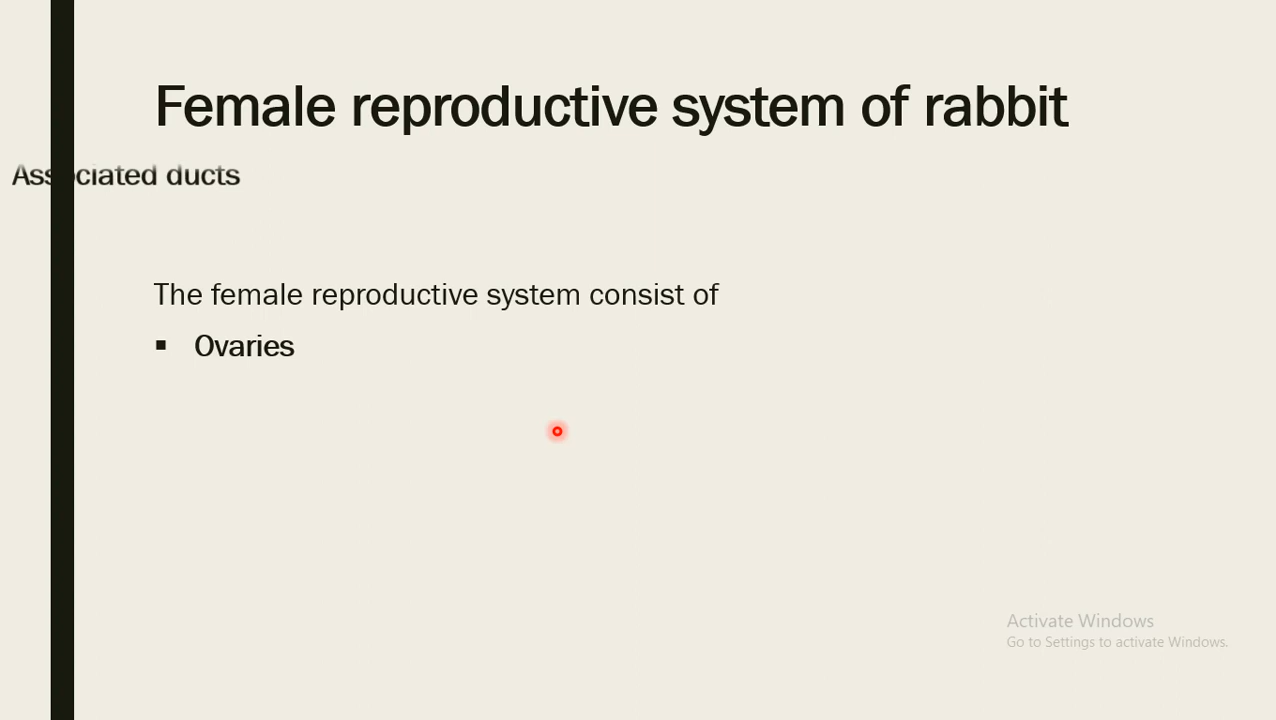 Female reproductive system of rabbit
Associated ducts
The female reproductive system consist of
▪ Ovaries
Activate Windows
Go to Settings to activate Windows.